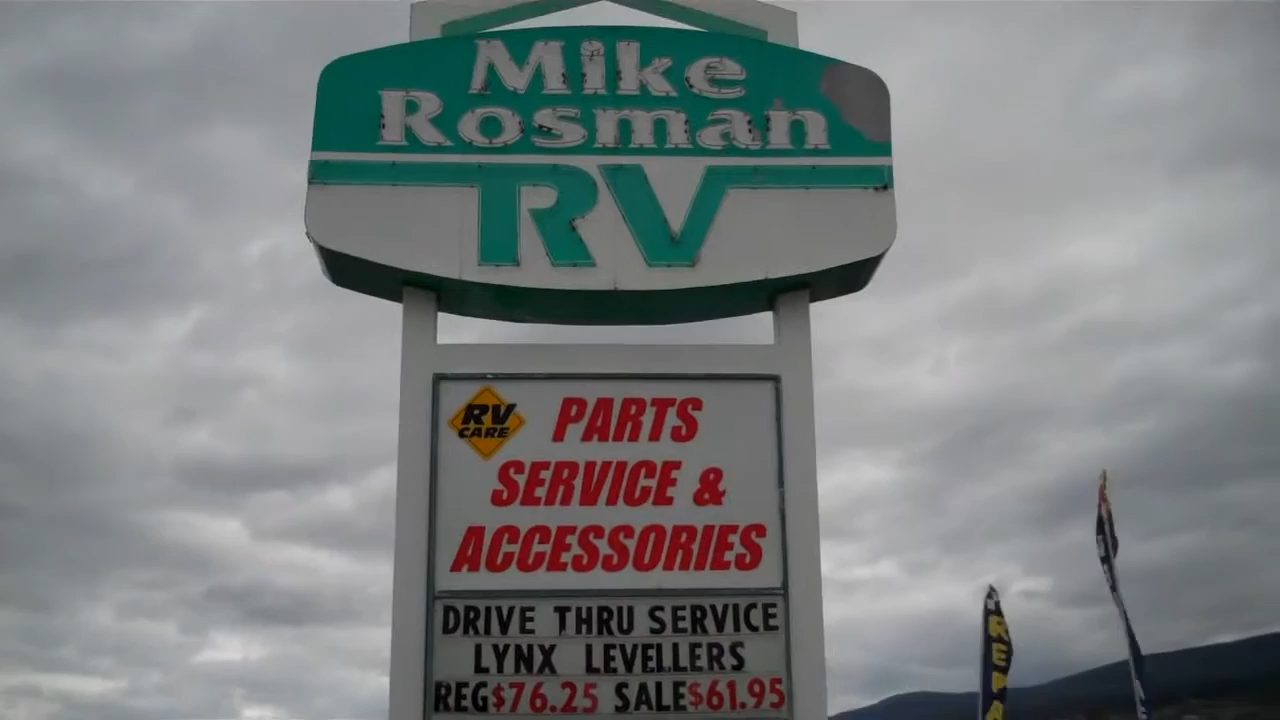 Mike
Rosman
RV
RV
CARE
PARTS
SERVICE &
ACCESSORIES
DRIVE THRU SERVICE
LYNX LEVELLERS
REG$76.25 SALE$61.95
REPA